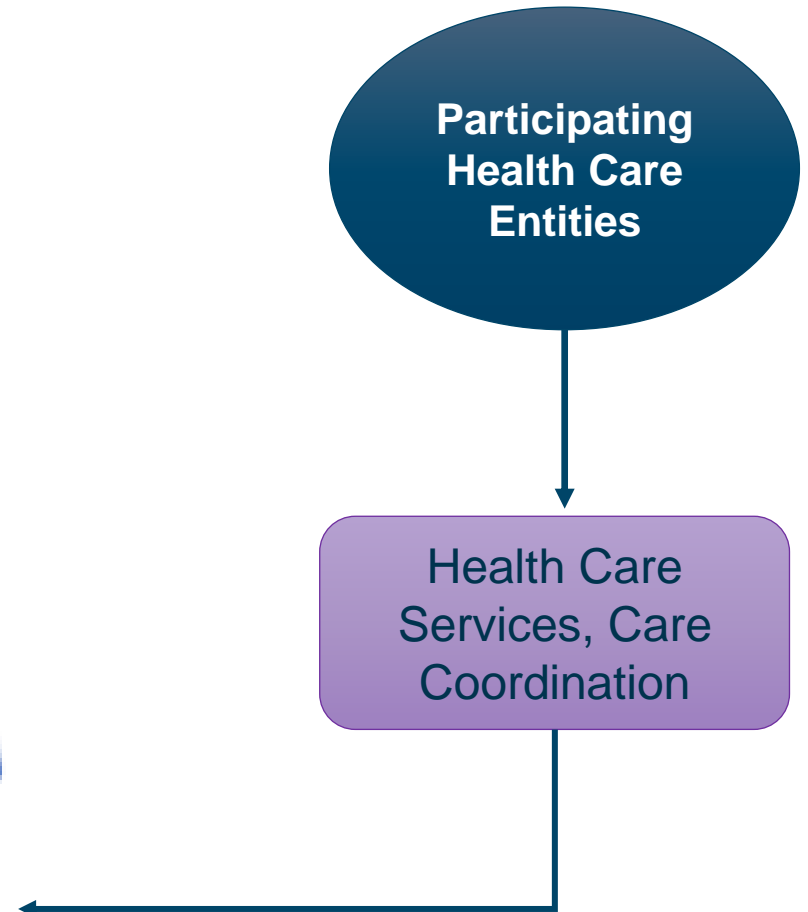 Participating
Health Care
Entities
Health Care
Services, Care
Coordination